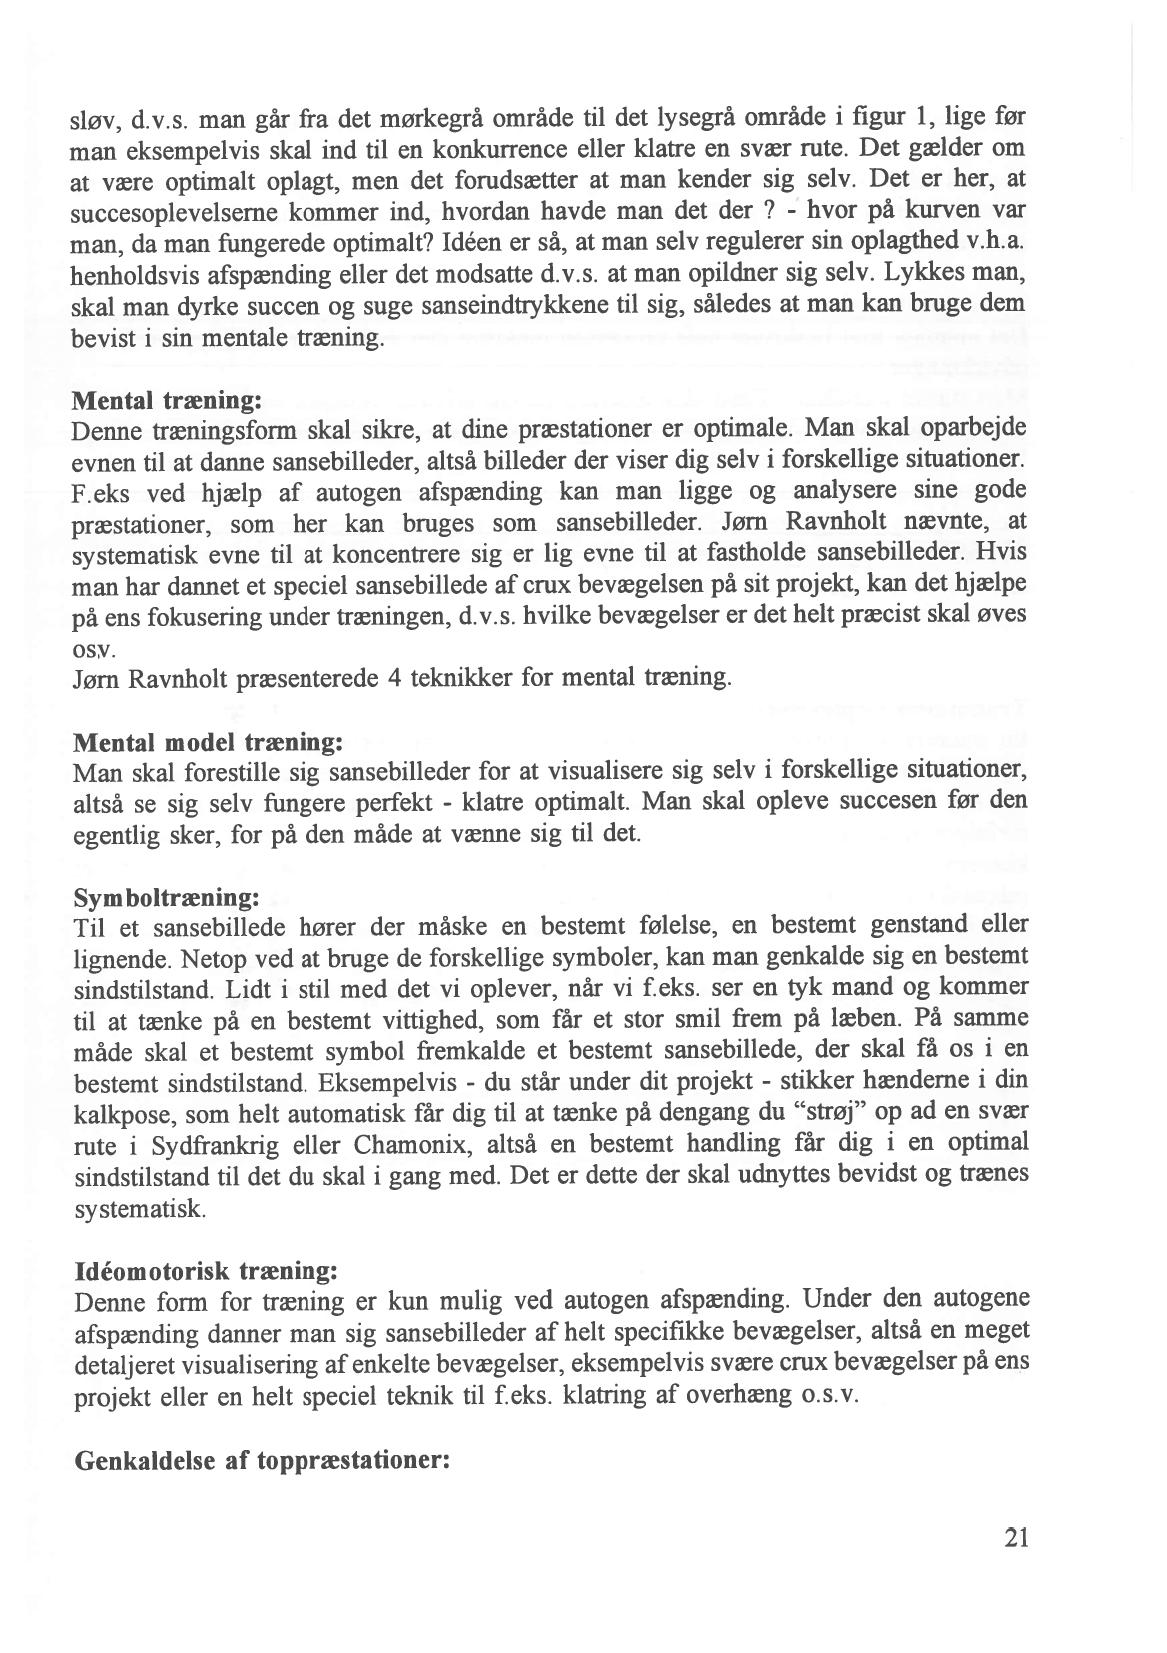 sløv, d.v.s. man går fra det mørkegrå område til det lysegrå område i figur 1, lige før
man eksempelvis skal ind til en konkurrence eller klatre en svær rute. Det gælder om
at være optimalt oplagt, men det forudsætter at man kender sig selv. Det er her, at
succesoplevelserne kommer ind, hvordan havde man det der ? - hvor på kurven var
man, da man fungerede optimalt? Idéen er så, at man selv regulerer sin oplagthed v.h.a.
henholdsvis afspænding eller det modsatte d.v.s. at man opildner sig selv. Lykkes man,
skal man dyrke succen og suge sanseindtrykkene til sig, således at man kan bruge dem
bevist i sin mentale træning.
Mental træning:
Denne træningsform skal sikre, at dine præstationer er optimale. Man skal oparbejde
evnen til at danne sansebilleder, altså billeder der viser dig selv i forskellige situationer.
F.eks ved hjælp af autogen afspænding kan man ligge og analysere sine gode
præstationer, som her kan bruges som sansebilleder. Jørn Ravnholt nævnte, at
systematisk evne til at koncentrere sig er lig evne til at fastholde sansebilleder. Hvis
man har dannet et speciel sansebillede af crux bevægelsen på sit projekt, kan det hjælpe
på ens fokusering under træningen, d.v.s. hvilke bevægelser er det helt præcist skal øves
osv.
Jørn Ravnholt præsenterede 4 teknikker for mental træning.
Mental model træning:
Man skal forestille sig sansebilleder for at visualisere sig selv i forskellige situationer,
altså se sig selv fungere perfekt - klatre optimalt. Man skal opleve succesen før den
egentlig sker, for på den måde at vænne sig til det.
Symboltræning:
Til et sansebillede hører der måske en bestemt følelse, en bestemt genstand eller
lignende. Netop ved at bruge de forskellige symboler, kan man genkalde sig en bestemt
sindstilstand. Lidt i stil med det vi oplever, når vi f.eks. ser en tyk mand og kommer
til at tænke på en bestemt vittighed, som får et stor smil frem på læben. På samme
måde skal et bestemt symbol fremkalde et bestemt sansebillede, der skal få os i en
bestemt sindstilstand. Eksempelvis - du står under dit projekt - stikker hænderne i din
kalkpose, som helt automatisk får dig til at tænke på dengang du “strøj” op ad en svær
rute i Sydfrankrig eller Chamonix, altså en bestemt handling får dig i en optimal
sindstilstand til det du skal i gang med. Det er dette der skal udnyttes bevidst og trænes
systematisk.
Idéomotorisk træning:
Denne form for træning er kun mulig ved autogen afspænding. Under den autogene
afspænding danner man sig sansebilleder af helt specifikke bevægelser, altså en meget
detaljeret visualisering af enkelte bevægelser, eksempelvis svære crux bevægelser på ens
projekt eller en helt speciel teknik til f.eks. klatring af overhæng o.s.v.
Genkaldelse af toppræstationer:
21